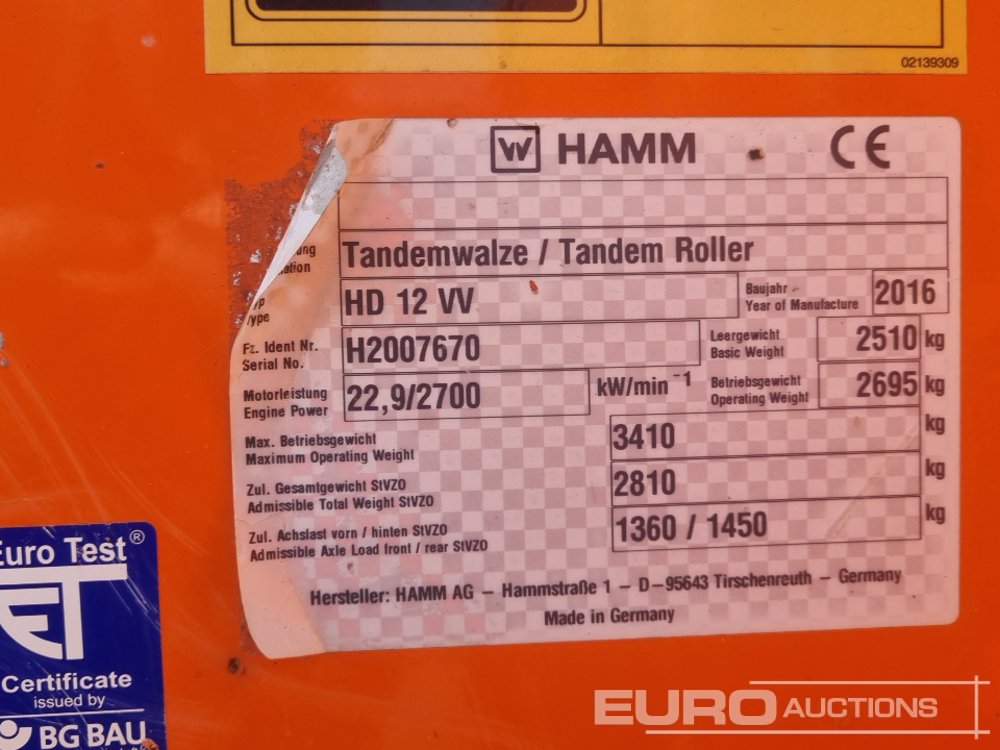 02139309
HAMM CE
Tandemwalze / Tandem Roller
HD 12 VV
Type
Baujahr
Year of Manufacture
2016
Fz. Ident Nr.
Serial No.
H2007670
Leergewicht
Basic Weight
2510 kg
Motorleistung
Engine Power
22,9/2700 kW/min⁻¹
Betriebsgewicht
Operating Weight
2695 kg
Max. Betriebsgewicht
Maximum Operating Weight
3410 kg
Zul. Gesamtgewicht StVZO
Admissible Total Weight StVZO
2810 kg
Zul. Achslast vorn / hinten StVZO
Admissible Axle Load front / rear StVZO
1360 / 1450 kg
Hersteller: HAMM AG – Hammstraße 1 – D–95643 Tirschenreuth – Germany
Made in Germany
Euro Test®
ET
Certificate
issued by
BG BAU
EURO AUCTIONS